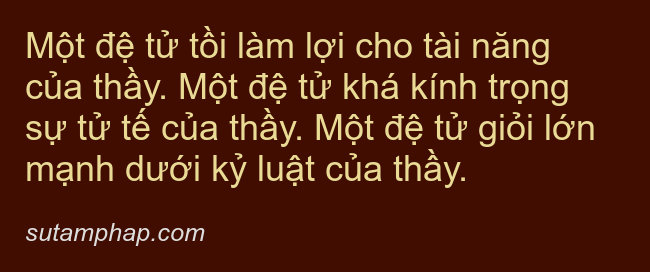 Một đệ tử tồi làm lợi cho tài năng
của thầy. Một đệ tử khá kính trọng
sự tử tế của thầy. Một đệ tử giỏi lớn
mạnh dưới kỷ luật của thầy.
sutamphap.com